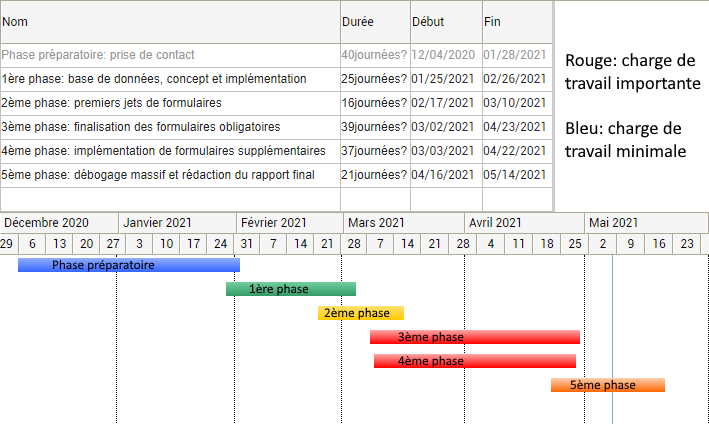 Nom Durée Début Fin
Phase préparatoire: prise de contact 40journées? 12/04/2020 01/28/2021
1ère phase: base de données, concept et implémentation 25journées? 01/25/2021 02/26/2021
2ème phase: premiers jets de formulaires 16journées? 02/17/2021 03/10/2021
3ème phase: finalisation des formulaires obligatoires 39journées? 03/02/2021 04/23/2021
4ème phase: implémentation de formulaires supplémentaires 37journées? 03/03/2021 04/22/2021
5ème phase: débogage massif et rédaction du rapport final 21journées? 04/16/2021 05/14/2021
Rouge: charge de
travail importante
Bleu: charge de
travail minimale
Décembre 2020 Janvier 2021 Février 2021 Mars 2021 Avril 2021 Mai 2021
29 6 13 20 27 3 10 17 24 31 7 14 21 28 7 14 21 28 4 11 18 25 2 9 16 23
Phase préparatoire
1ère phase
2ème phase
3ème phase
4ème phase
5ème phase